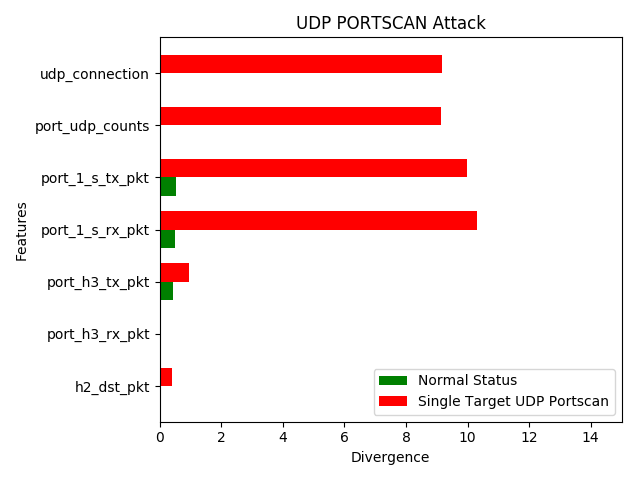 UDP PORTSCAN Attack
udp_connection
port_udp_counts
port_1_s_tx_pkt
port_1_s_rx_pkt
port_h3_tx_pkt
port_h3_rx_pkt
h2_dst_pkt
Features
Normal Status
Single Target UDP Portscan
0 2 4 6 8 10 12 14
Divergence